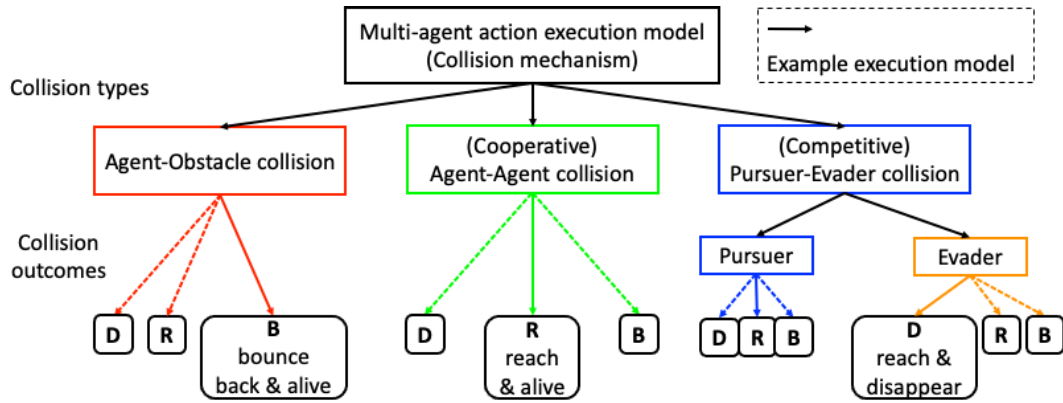 Multi-agent action execution model
(Collision mechanism)
Example execution model
Collision types
Agent-Obstacle collision
(Cooperative)
Agent-Agent collision
(Competitive)
Pursuer-Evader collision
Collision
outcomes
Pursuer
Evader
D
R
B
bounce
back & alive
D
R
reach
& alive
B
D
R
B
D
reach &
disappear
R
B